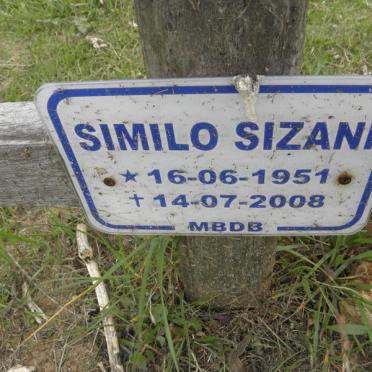 SIMILO SIZANI
★ 16-06-1951
✝ 14-07-2008
MBDB